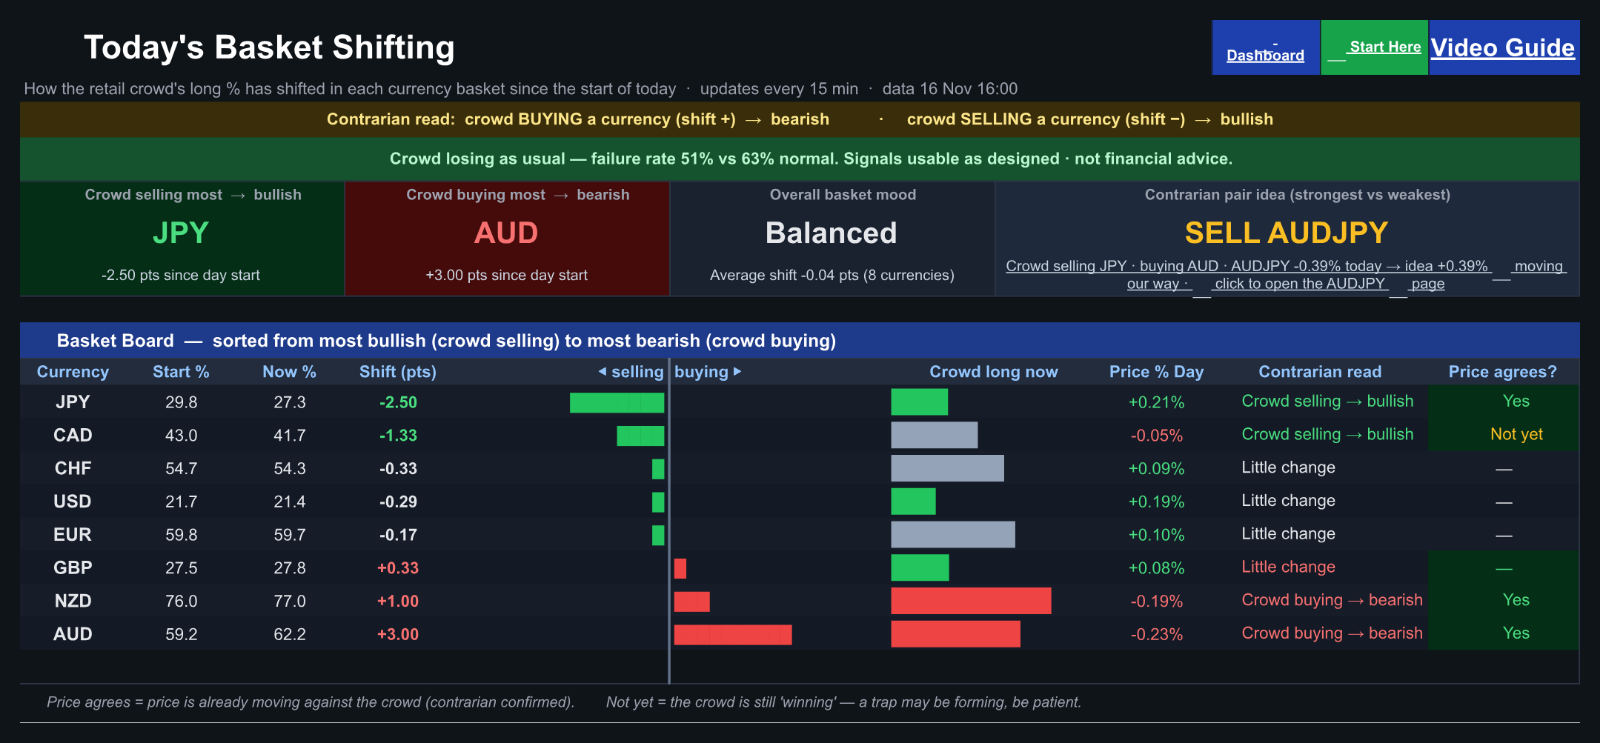 Today's Basket Shifting
Dashboard
Start Here
Video Guide
How the retail crowd's long % has shifted in each currency basket since the start of today · updates every 15 min · data 16 Nov 16:00
Contrarian read: crowd BUYING a currency (shift +) → bearish · crowd SELLING a currency (shift −) → bullish
Crowd losing as usual — failure rate 51% vs 63% normal. Signals usable as designed · not financial advice.
Crowd selling most → bullish
JPY
-2.50 pts since day start
Crowd buying most → bearish
AUD
+3.00 pts since day start
Overall basket mood
Balanced
Average shift -0.04 pts (8 currencies)
Contrarian pair idea (strongest vs weakest)
SELL AUDJPY
Crowd selling JPY · buying AUD · AUDJPY -0.39% today → idea +0.39% moving
our way · click to open the AUDJPY page
Basket Board — sorted from most bullish (crowd selling) to most bearish (crowd buying)
Currency Start % Now % Shift (pts) ◄ selling buying ► Crowd long now Price % Day Contrarian read Price agrees?
JPY 29.8 27.3 -2.50 +0.21% Crowd selling → bullish Yes
CAD 43.0 41.7 -1.33 -0.05% Crowd selling → bullish Not yet
CHF 54.7 54.3 -0.33 +0.09% Little change —
USD 21.7 21.4 -0.29 +0.19% Little change —
EUR 59.8 59.7 -0.17 +0.10% Little change —
GBP 27.5 27.8 +0.33 +0.08% Little change —
NZD 76.0 77.0 +1.00 -0.19% Crowd buying → bearish Yes
AUD 59.2 62.2 +3.00 -0.23% Crowd buying → bearish Yes
Price agrees = price is already moving against the crowd (contrarian confirmed). Not yet = the crowd is still 'winning' — a trap may be forming, be patient.